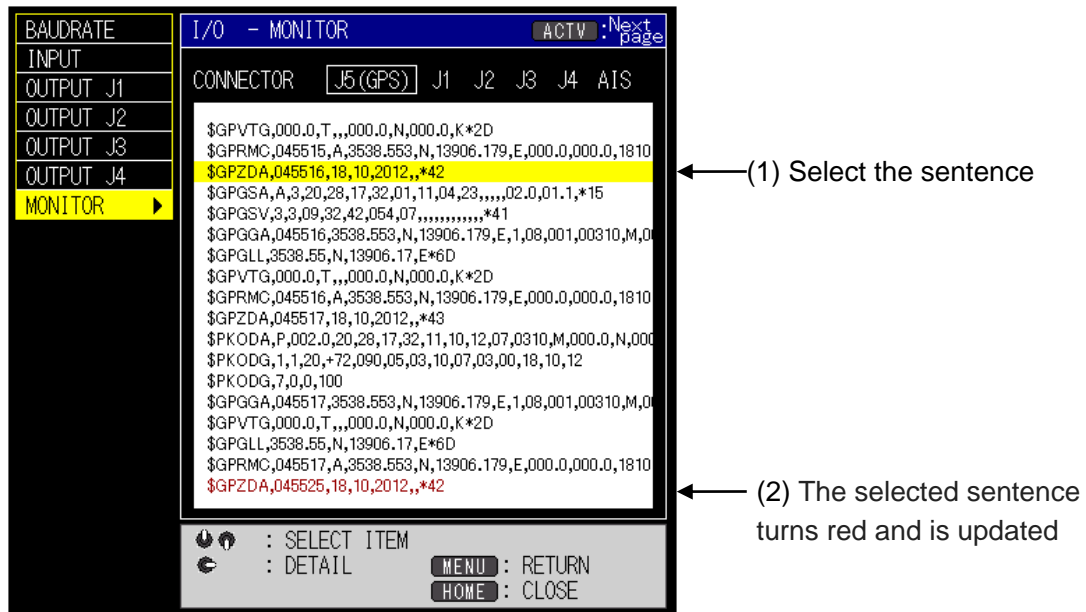 BAUDRATE
INPUT
OUTPUT J1
OUTPUT J2
OUTPUT J3
OUTPUT J4
MONITOR
I/O - MONITOR ACTV :Next page
CONNECTOR J5(GPS) J1 J2 J3 J4 AIS
$GPVTG,000.0,T,,,000.0,N,000.0,K*2D
$GPRMC,045515,A,3538.553,N,13906.179,E,000.0,000.0,1810
$GPZDA,045516,18,10,2012,,*42
$GPGSA,A,3,20,28,17,32,01,11,04,23,,,,,02.0,01.1,*15
$GPGSV,3,3,09,32,42,054,07,,,,,,,,,,,,*41
$GPGGA,045516,3538.553,N,13906.179,E,1,08,001,00310,M,0
$GPGLL,3538.55,N,13906.17,E*6D
$GPVTG,000.0,T,,,000.0,N,000.0,K*2D
$GPRMC,045516,A,3538.553,N,13906.179,E,000.0,000.0,1810
$GPZDA,045517,18,10,2012,,*43
$PKODA,P,002.0,20,28,17,32,11,10,12,07,0310,M,000.0,N,000
$PKODG,1,1,20,+72,090,05,03,10,07,03,00,18,10,12
$PKODG,7,0,0,100
$GPGGA,045517,3538.553,N,13906.179,E,1,08,001,00310,M,0
$GPVTG,000.0,T,,,000.0,N,000.0,K*2D
$GPGLL,3538.55,N,13906.17,E*6D
$GPRMC,045517,A,3538.553,N,13906.179,E,000.0,000.0,1810
$GPZDA,045525,18,10,2012,,*42
: SELECT ITEM
: DETAIL MENU : RETURN
HOME : CLOSE
(1) Select the sentence
(2) The selected sentence
turns red and is updated